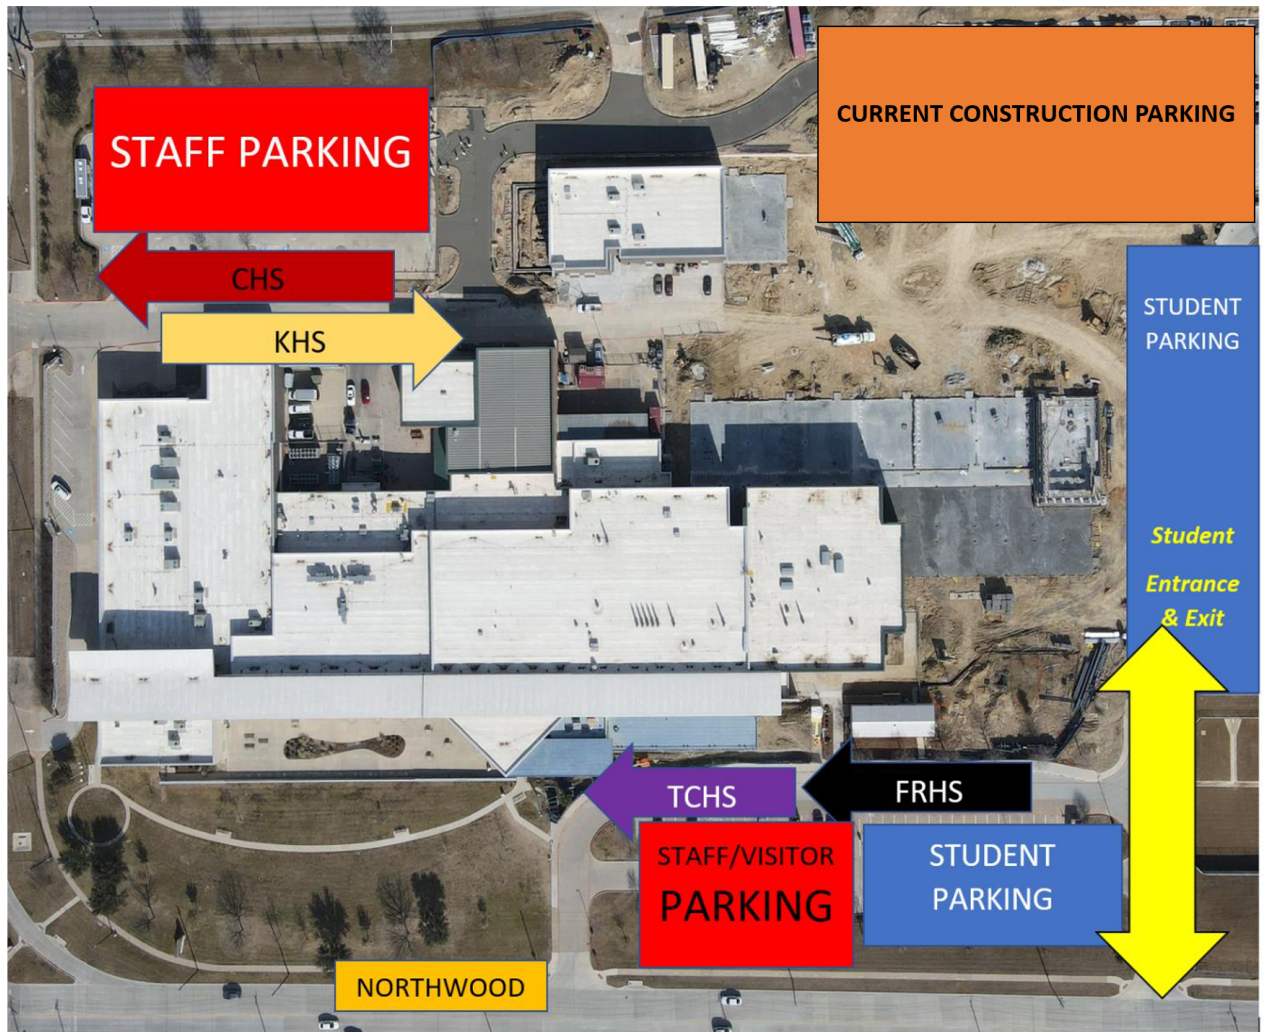 CURRENT CONSTRUCTION PARKING
STAFF PARKING
CHS
KHS
STUDENT
PARKING
Student
Entrance
& Exit
TCHS
FRHS
STAFF/VISITOR
PARKING
STUDENT
PARKING
NORTHWOOD